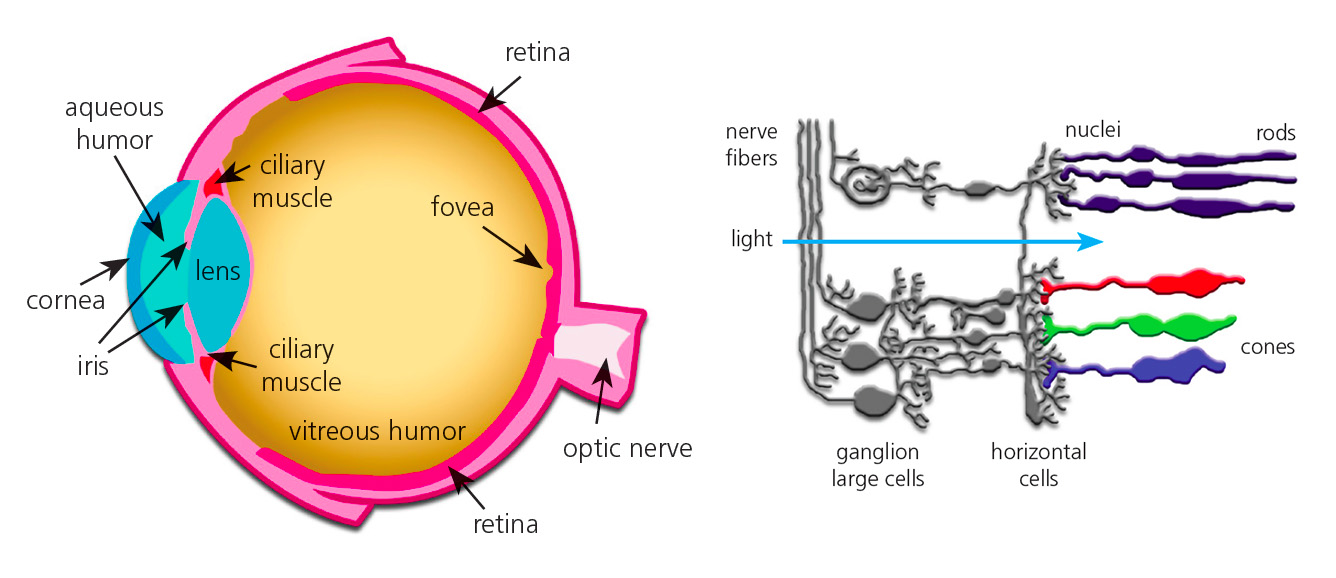 retina
aqueous
humor
ciliary
muscle
fovea
lens
cornea
iris
ciliary
muscle
vitreous humor
optic nerve
retina
nerve
fibers
nuclei
rods
light
cones
ganglion
large cells
horizontal
cells